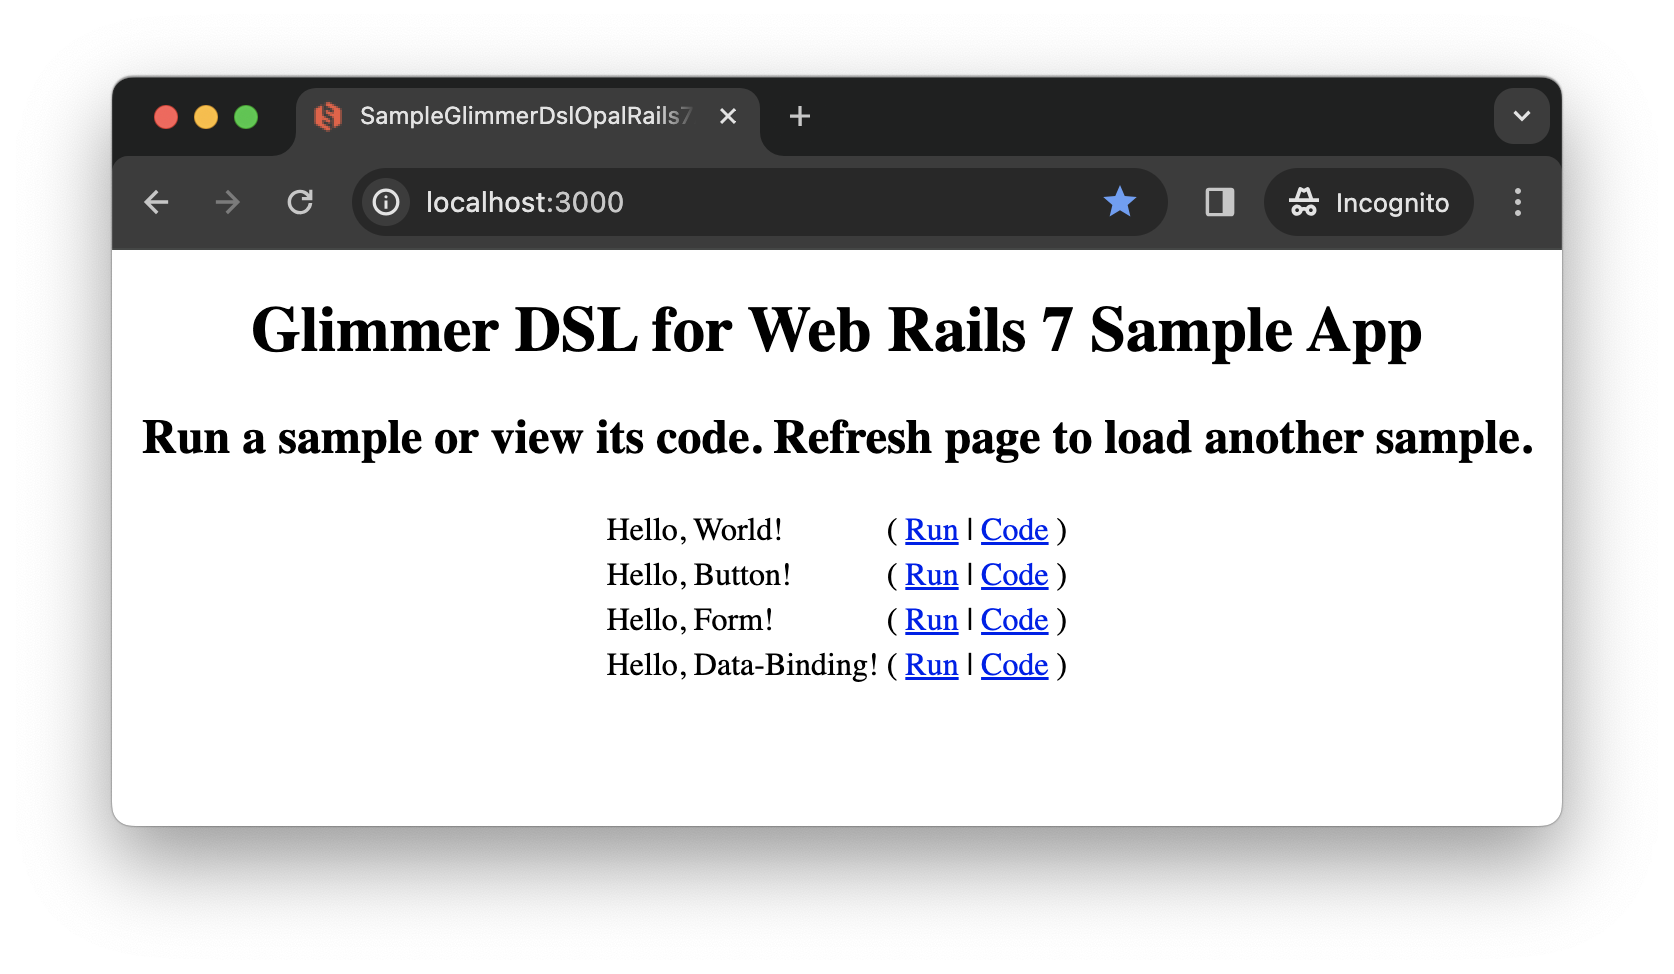 SampleGlimmerDslOpalRails7
localhost:3000
Incognito
Glimmer DSL for Web Rails 7 Sample App
Run a sample or view its code. Refresh page to load another sample.
Hello, World! ( Run | Code )
Hello, Button! ( Run | Code )
Hello, Form! ( Run | Code )
Hello, Data-Binding! ( Run | Code )